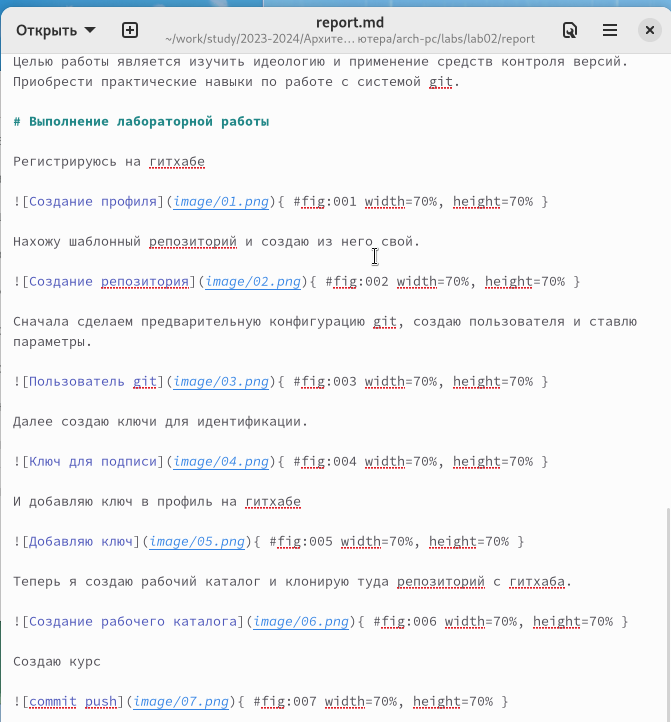 Открыть
report.md
~/work/study/2023-2024/Архите… ютера/arch-pc/labs/lab02/report
Целью работы является изучить идеологию и применение средств контроля версий.
Приобрести практические навыки по работе с системой git.
# Выполнение лабораторной работы
Регистрируюсь на гитхабе
![Создание профиля](image/01.png){ #fig:001 width=70%, height=70% }
Нахожу шаблонный репозиторий и создаю из него свой.
![Создание репозитория](image/02.png){ #fig:002 width=70%, height=70% }
Сначала сделаем предварительную конфигурацию git, создаю пользователя и ставлю
параметры.
![Пользователь git](image/03.png){ #fig:003 width=70%, height=70% }
Далее создаю ключи для идентификации.
![Ключ для подписи](image/04.png){ #fig:004 width=70%, height=70% }
И добавляю ключ в профиль на гитхабе
![Добавляю ключ](image/05.png){ #fig:005 width=70%, height=70% }
Теперь я создаю рабочий каталог и клонирую туда репозиторий с гитхаба.
![Создание рабочего каталога](image/06.png){ #fig:006 width=70%, height=70% }
Создаю курс
![commit push](image/07.png){ #fig:007 width=70%, height=70% }